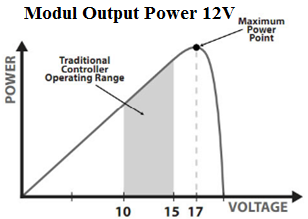 Modul Output Power 12V
Maximum
Power
Point
Traditional
Controller
Operating Range
POWER
10
15
17
VOLTAGE